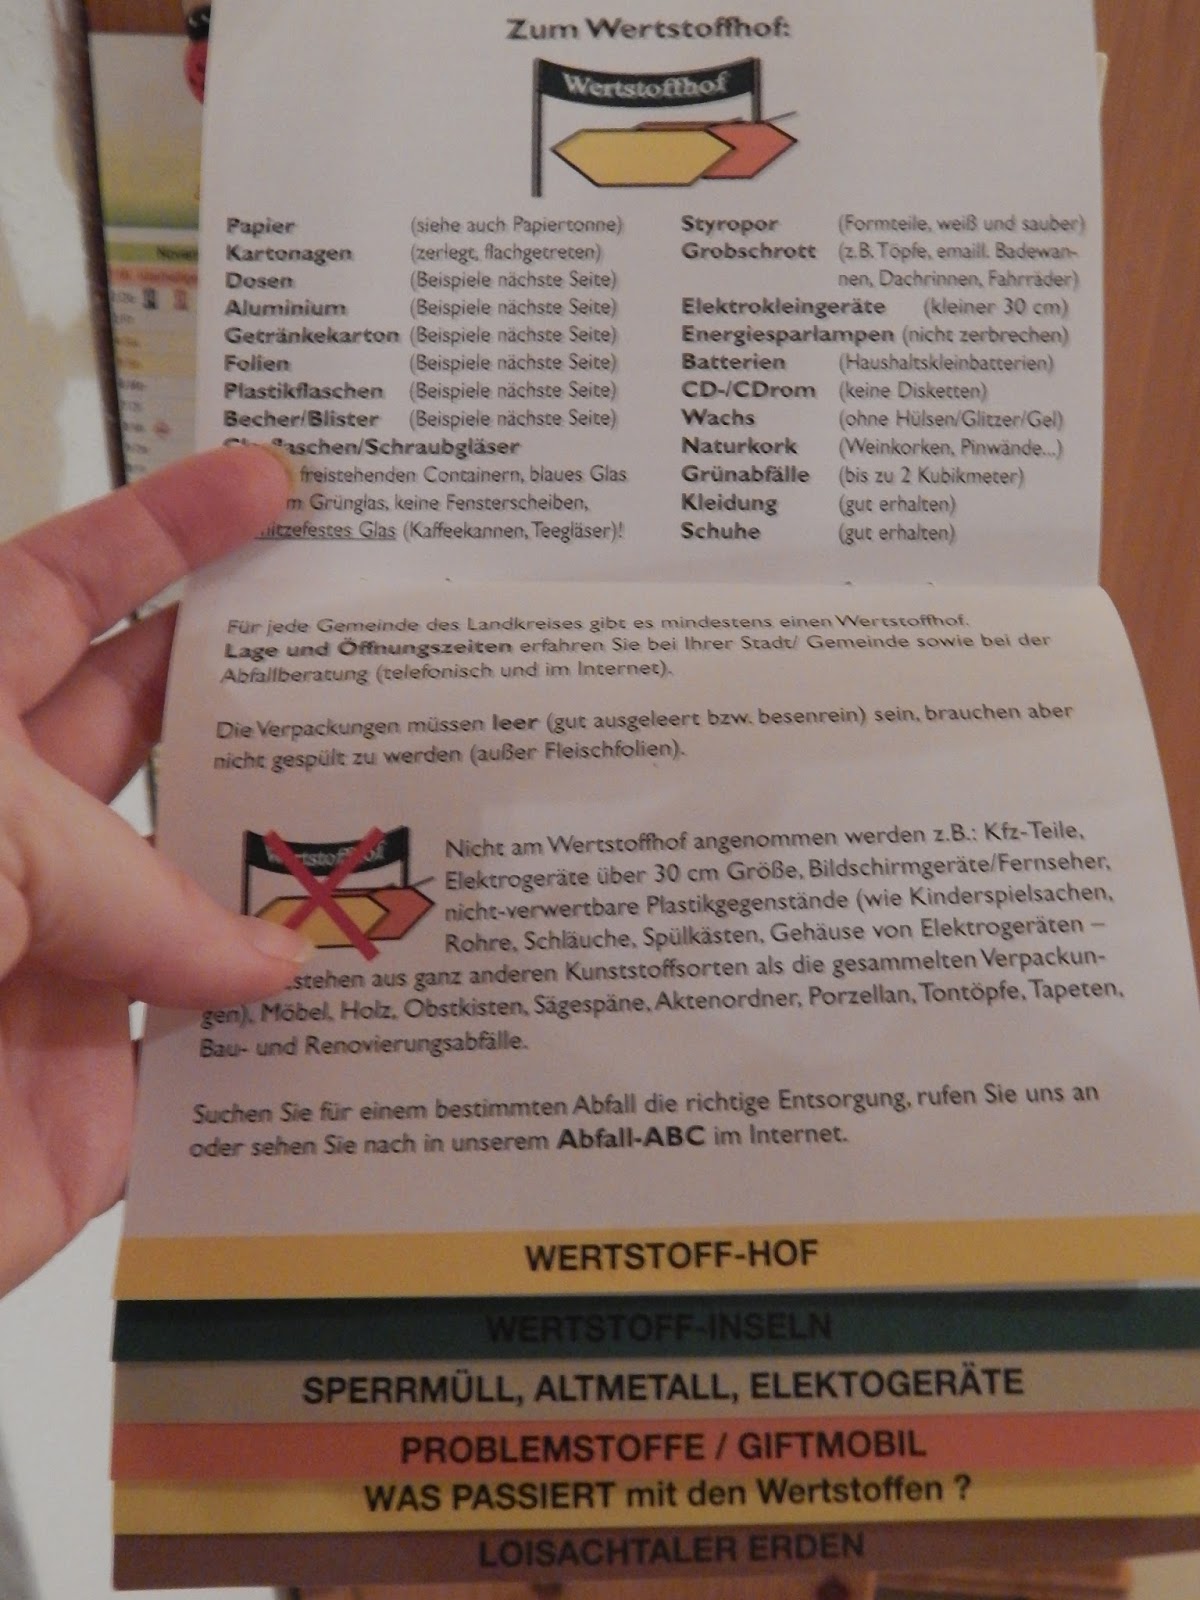 Zum Wertstoffhof:
Wertstoffhof
Papier (siehe auch Papiertonne)
Kartonagen (zerlegt, flachgetreten)
Dosen (Beispiele nächste Seite)
Aluminium (Beispiele nächste Seite)
Getränkekarton (Beispiele nächste Seite)
Folien (Beispiele nächste Seite)
Plastikflaschen (Beispiele nächste Seite)
Becher/Blister (Beispiele nächste Seite)
/Schraubgläser
freistehenden Containern, blaues Glas
Grünglas, keine Fensterscheiben,
Glas (Kaffeekannen, Teegläser)!
Styropor (Formteile, weiß und sauber)
Grobschrott (z.B. Töpfe, emaill. Badewan-
nen, Dachrinnen, Fahrräder)
Elektrokleingeräte (kleiner 30 cm)
Energiesparlampen (nicht zerbrechen)
Batterien (Haushaltskleinbatterien)
CD-/CDrom (keine Disketten)
Wachs (ohne Hülsen/Glitzer/Gel)
Naturkork (Weinkorken, Pinwände...)
Grünabfälle (bis zu 2 Kubikmeter)
Kleidung (gut erhalten)
Schuhe (gut erhalten)
Für jede Gemeinde des Landkreises gibt es mindestens einen Wertstoffhof.
Lage und Öffnungszeiten erfahren Sie bei Ihrer Stadt/ Gemeinde sowie bei der
Abfallberatung (telefonisch und im Internet).
Die Verpackungen müssen leer (gut ausgeleert bzw. besenrein) sein, brauchen aber
nicht gespült zu werden (außer Fleischfolien).
Wertstoffhof
Nicht am Wertstoffhof angenommen werden z.B.: Kfz-Teile,
Elektrogeräte über 30 cm Größe, Bildschirmgeräte/Fernseher,
nicht-verwertbare Plastikgegenstände (wie Kinderspielsachen,
Rohre, Schläuche, Spülkästen, Gehäuse von Elektrogeräten –
aus ganz anderen Kunststoffsorten als die gesammelten Verpackun-
gen), Möbel, Holz, Obstkisten, Sägespäne, Aktenordner, Porzellan, Tontöpfe, Tapeten,
Bau- und Renovierungsabfälle.
Suchen Sie für einem bestimmten Abfall die richtige Entsorgung, rufen Sie uns an
oder sehen Sie nach in unserem Abfall-ABC im Internet.
WERTSTOFF-HOF
WERTSTOFF-INSELN
SPERRMÜLL, ALTMETALL, ELEKTOGERÄTE
PROBLEMSTOFFE / GIFTMOBIL
WAS PASSIERT mit den Wertstoffen ?
LOISACHTALER ERDEN